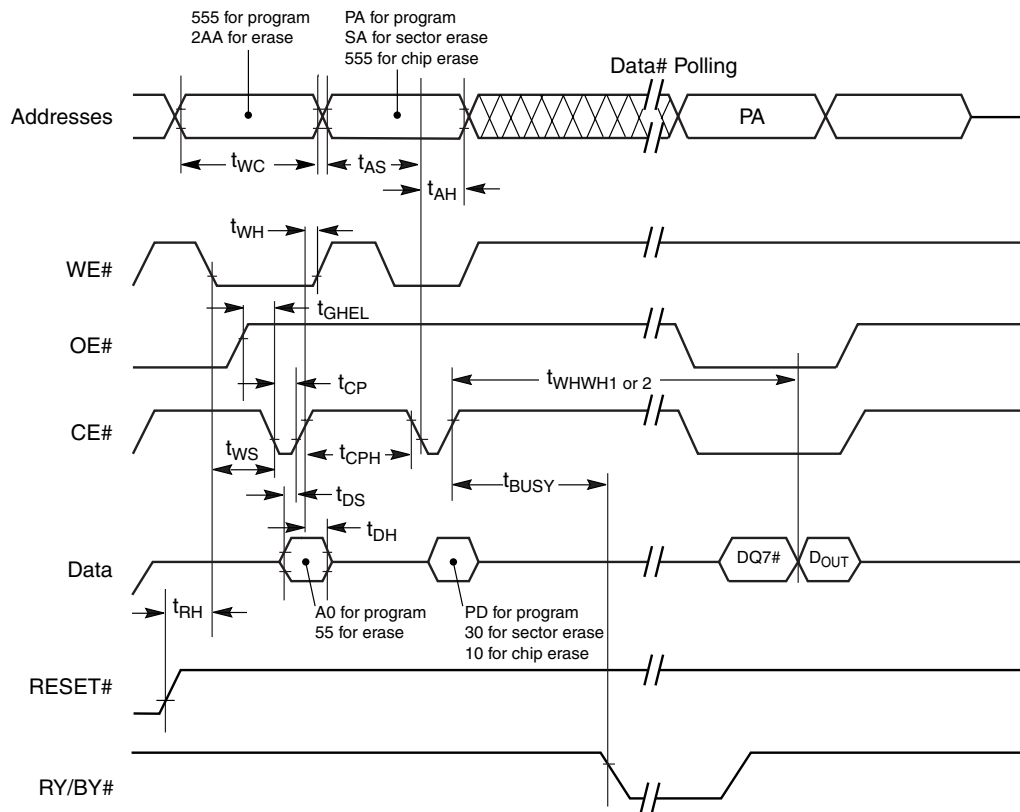 555 for program
2AA for erase
PA for program
SA for sector erase
555 for chip erase
Data# Polling
Addresses
PA
tWC
tAS
tAH
tWH
WE#
tGHEL
OE#
tCP
tWHWH1 or 2
CE#
tWS
tCPH
tBUSY
tDS
tDH
Data
DQ7#
DOUT
tRH
A0 for program
55 for erase
PD for program
30 for sector erase
10 for chip erase
RESET#
RY/BY#